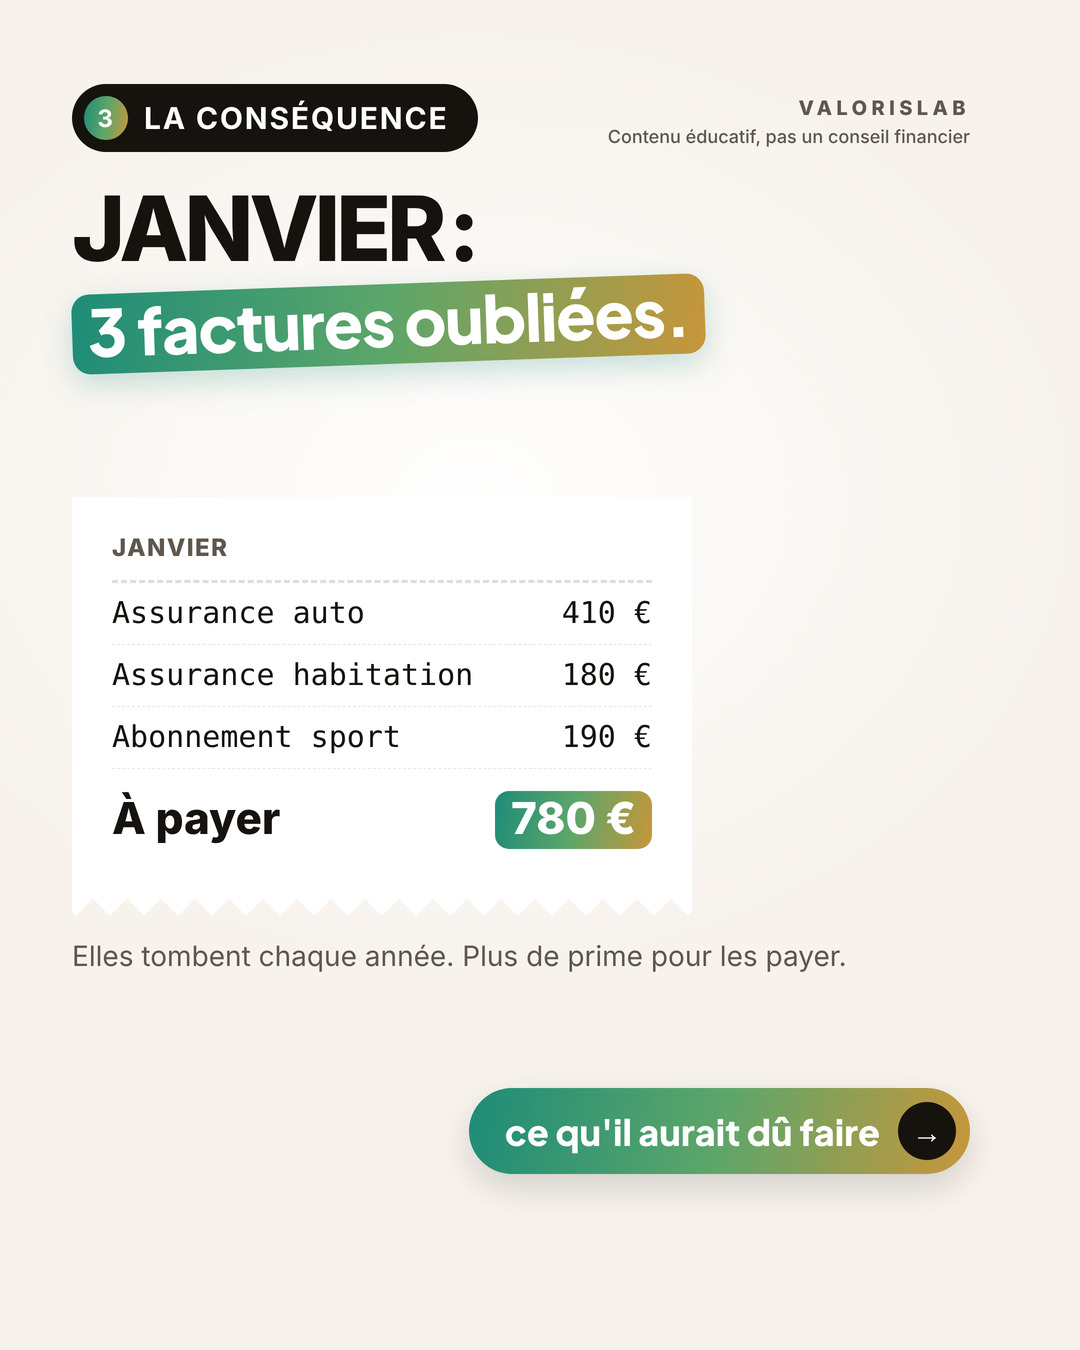 3 LA CONSÉQUENCE
VALORISLAB
Contenu éducatif, pas un conseil financier
JANVIER :
3 factures oubliées.
JANVIER
Assurance auto 410 €
Assurance habitation 180 €
Abonnement sport 190 €
À payer 780 €
Elles tombent chaque année. Plus de prime pour les payer.
ce qu'il aurait dû faire →